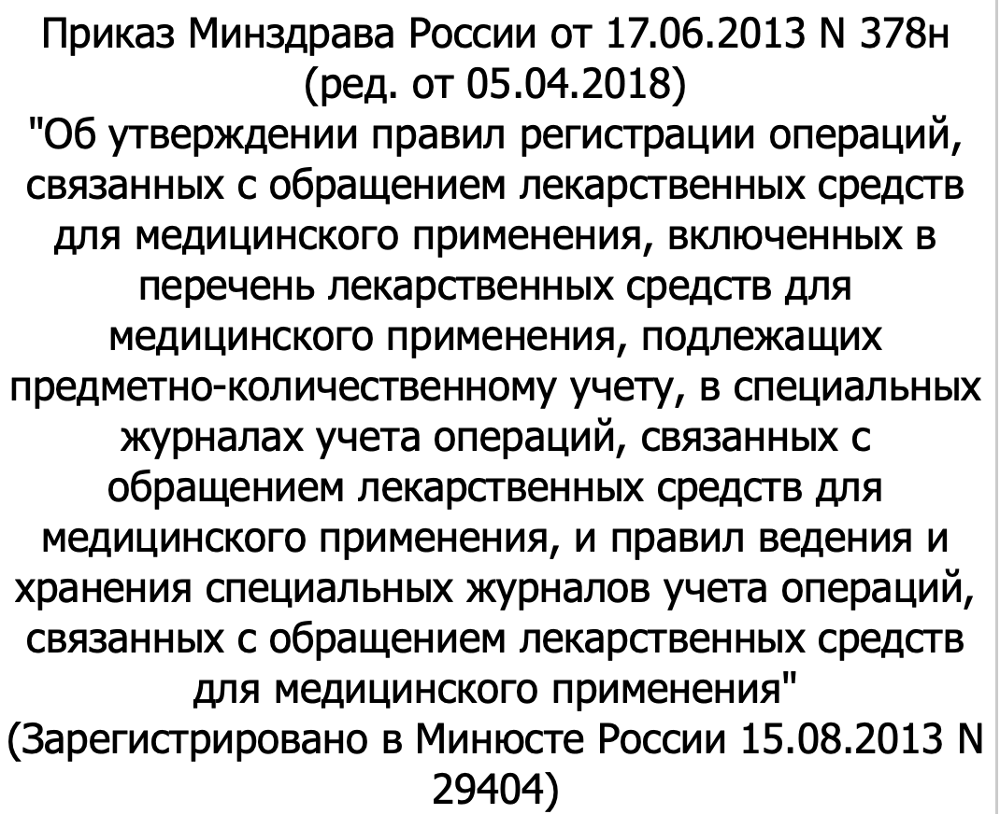 Приказ Минздрава России от 17.06.2013 N 378н
(ред. от 05.04.2018)
"Об утверждении правил регистрации операций,
связанных с обращением лекарственных средств
для медицинского применения, включенных в
перечень лекарственных средств для
медицинского применения, подлежащих
предметно-количественному учету, в специальных
журналах учета операций, связанных с
обращением лекарственных средств для
медицинского применения, и правил ведения и
хранения специальных журналов учета операций,
связанных с обращением лекарственных средств
для медицинского применения"
(Зарегистрировано в Минюсте России 15.08.2013 N
29404)